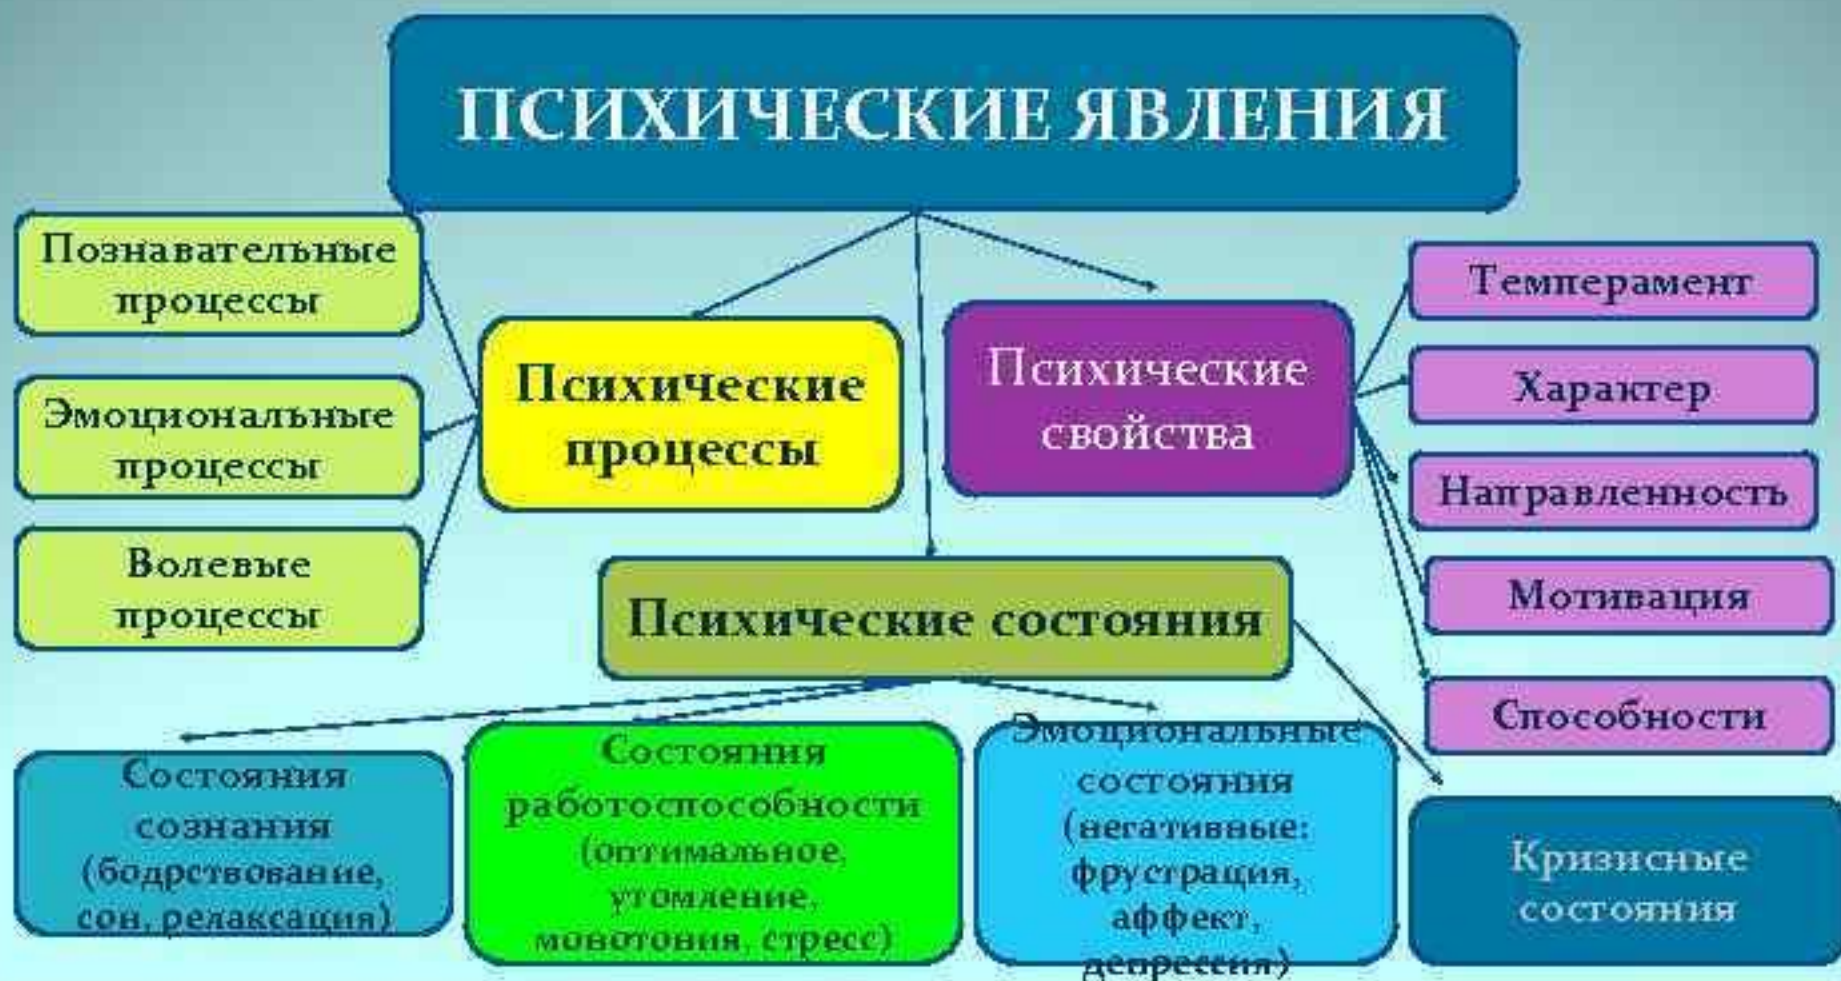 ПСИХИЧЕСКИЕ ЯВЛЕНИЯ
Познавательные
процессы
Эмоциональные
процессы
Волевые
процессы
Психические
процессы
Психические
свойства
Темперамент
Характер
Направленность
Мотивация
Способности
Психические состояния
Состояния
сознания
(бодрствование,
сон, релаксация)
Состояния
работоспособности
(оптимальное,
утомление,
монотония, стресс)
Эмоциональные
состояния
(негативные:
фрустрация,
аффект,
депрессия)
Кризисные
состояния